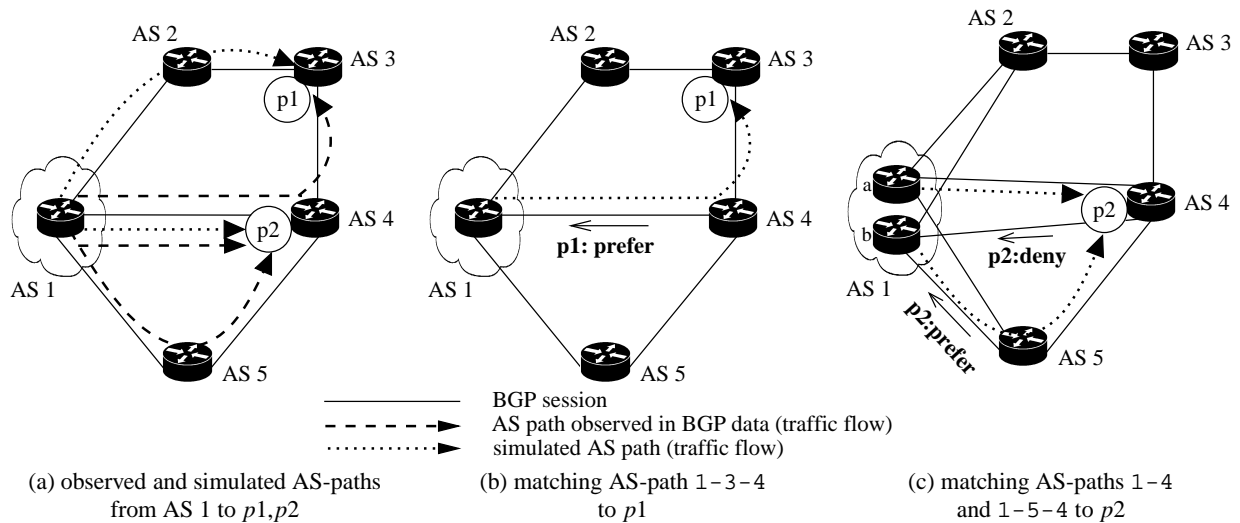 AS 2
AS 3
p1
AS 1
p2
AS 4
AS 5
AS 2
AS 3
p1
AS 1
AS 4
p1: prefer
AS 5
AS 2
AS 3
a
b
p2
AS 4
p2:deny
AS 1
p2:prefer
AS 5
BGP session
AS path observed in BGP data (traffic flow)
simulated AS path (traffic flow)
(a) observed and simulated AS-paths
from AS 1 to p1,p2
(b) matching AS-path 1-3-4
to p1
(c) matching AS-paths 1-4
and 1-5-4 to p2